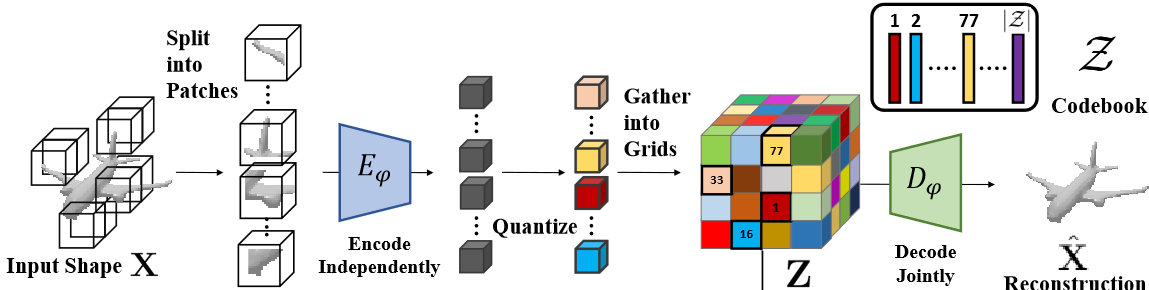 Split
into
Patches
Input Shape X
E_φ
Encode
Independently
Quantize
Gather
into
Grids
77
33
1
16
Z
D_φ
Decode
Jointly
1 2 77 |𝒵|
..... .....
𝒵
Codebook
X̂
Reconstruction